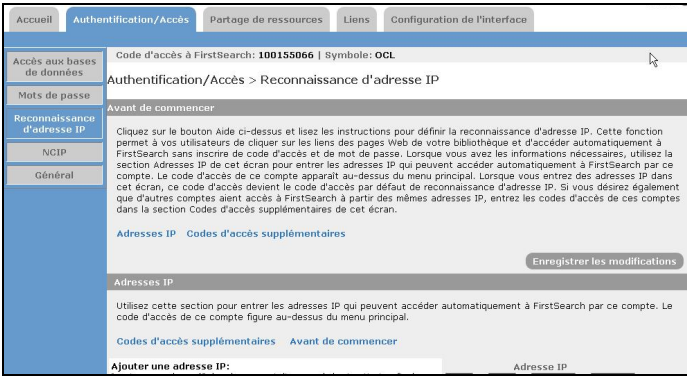 Accueil
Authentification/Accès
Partage de ressources
Liens
Configuration de l'interface
Accès aux bases
de données
Mots de passe
Reconnaissance
d'adresse IP
NCIP
Général
Code d'accès à FirstSearch: 100155066 | Symbole: OCL
Authentification/Accès > Reconnaissance d'adresse IP
Avant de commencer
Cliquez sur le bouton Aide ci-dessus et lisez les instructions pour définir la reconnaissance d'adresse IP. Cette fonction
permet à vos utilisateurs de cliquer sur les liens des pages Web de votre bibliothèque et d'accéder automatiquement à
FirstSearch sans inscrire de code d'accès et de mot de passe. Lorsque vous avez les informations nécessaires, utilisez la
section Adresses IP de cet écran pour entrer les adresses IP qui peuvent accéder automatiquement à FirstSearch par ce
compte. Le code d'accès de ce compte apparaît au-dessus du menu principal. Lorsque vous entrez des adresses IP dans
cet écran, ce code d'accès devient le code d'accès par défaut de reconnaissance d'adresse IP. Si vous désirez également
que d'autres comptes aient accès à FirstSearch à partir des mêmes adresses IP, entrez les codes d'accès de ces comptes
dans la section Codes d'accès supplémentaires de cet écran.
Adresses IP Codes d'accès supplémentaires
Enregistrer les modifications
Adresses IP
Utilisez cette section pour entrer les adresses IP qui peuvent accéder automatiquement à FirstSearch par ce compte. Le
code d'accès de ce compte figure au-dessus du menu principal.
Codes d'accès supplémentaires Avant de commencer
Ajouter une adresse IP:
Adresse IP